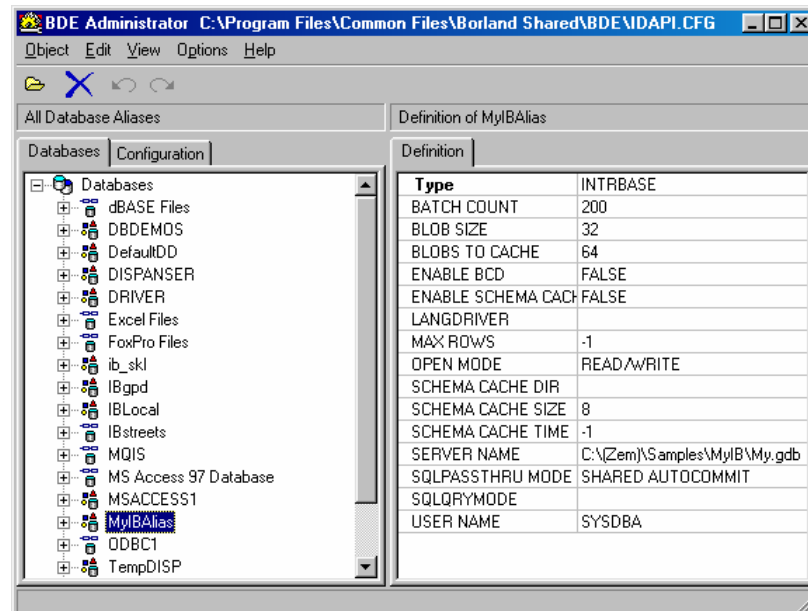 BDE Administrator C:\Program Files\Common Files\Borland Shared\BDE\IDAPI.CFG
Object Edit View Options Help
All Database Aliases
Definition of MyIBAlias
Databases Configuration
Definition
Databases
dBASE Files
DBDEMOS
DefaultDD
DISPANSER
DRIVER
Excel Files
FoxPro Files
ib_skl
IBgpd
IBLocal
IBstreets
MQIS
MS Access 97 Database
MSACCESS1
MyIBAlias
ODBC1
TempDISP
Type INTRBASE
BATCH COUNT 200
BLOB SIZE 32
BLOBS TO CACHE 64
ENABLE BCD FALSE
ENABLE SCHEMA CACH FALSE
LANGDRIVER
MAX ROWS -1
OPEN MODE READ/WRITE
SCHEMA CACHE DIR
SCHEMA CACHE SIZE 8
SCHEMA CACHE TIME -1
SERVER NAME C:\(Zem)\Samples\MyIB\My.gdb
SQLPASSTHRU MODE SHARED AUTOCOMMIT
SQLQRYMODE
USER NAME SYSDBA